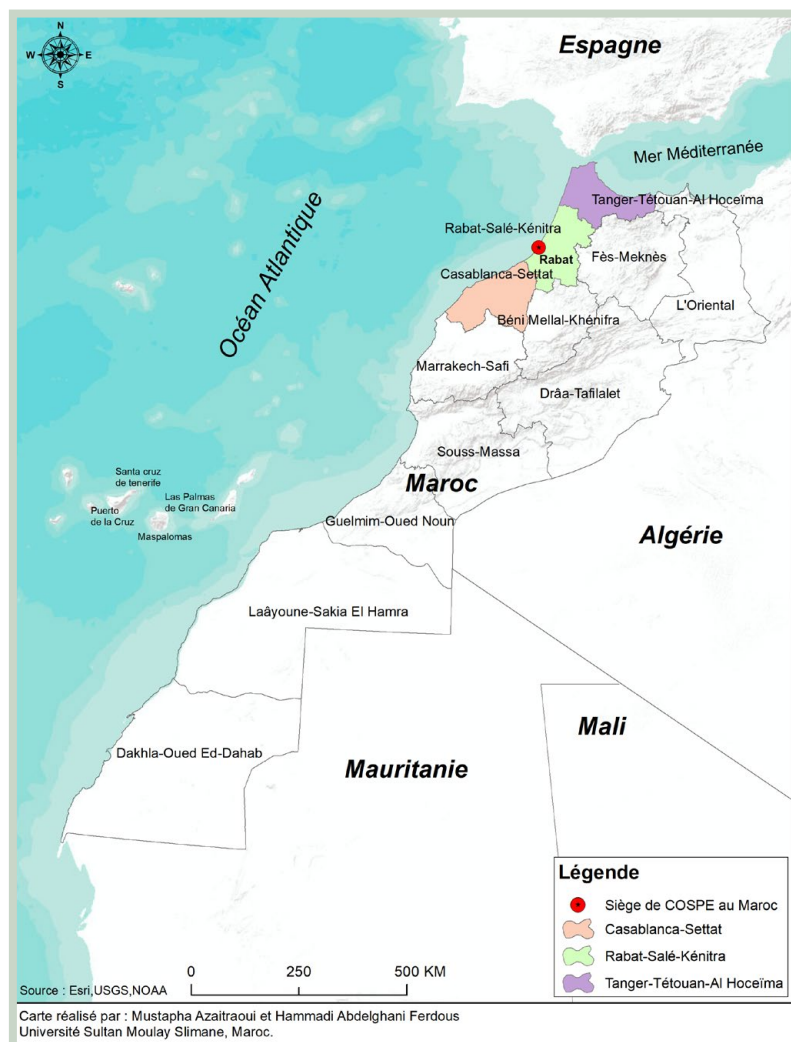 N
W
E
S
Espagne
Mer Méditerranée
Tanger-Tétouan-Al Hoceïma
Océan Atlantique
Rabat-Salé-Kénitra
Rabat
Fès-Meknès
Casablanca-Settat
L'Oriental
Béni Mellal-Khénifra
Marrakech-Safi
Drâa-Tafilalet
Souss-Massa
Maroc
Santa cruz
de tenerife
Las Palmas
de Gran Canaria
Puerto
de la Cruz
Maspalomas
Guelmim-Oued Noun
Algérie
Laâyoune-Sakia El Hamra
Mali
Dakhla-Oued Ed-Dahab
Mauritanie
Légende
Siège de COSPE au Maroc
Casablanca-Settat
Rabat-Salé-Kénitra
Tanger-Tétouan-Al Hoceïma
0 250 500 KM
Source : Esri,USGS,NOAA
Carte réalisé par : Mustapha Azaitraoui et Hammadi Abdelghani Ferdous
Université Sultan Moulay Slimane, Maroc.